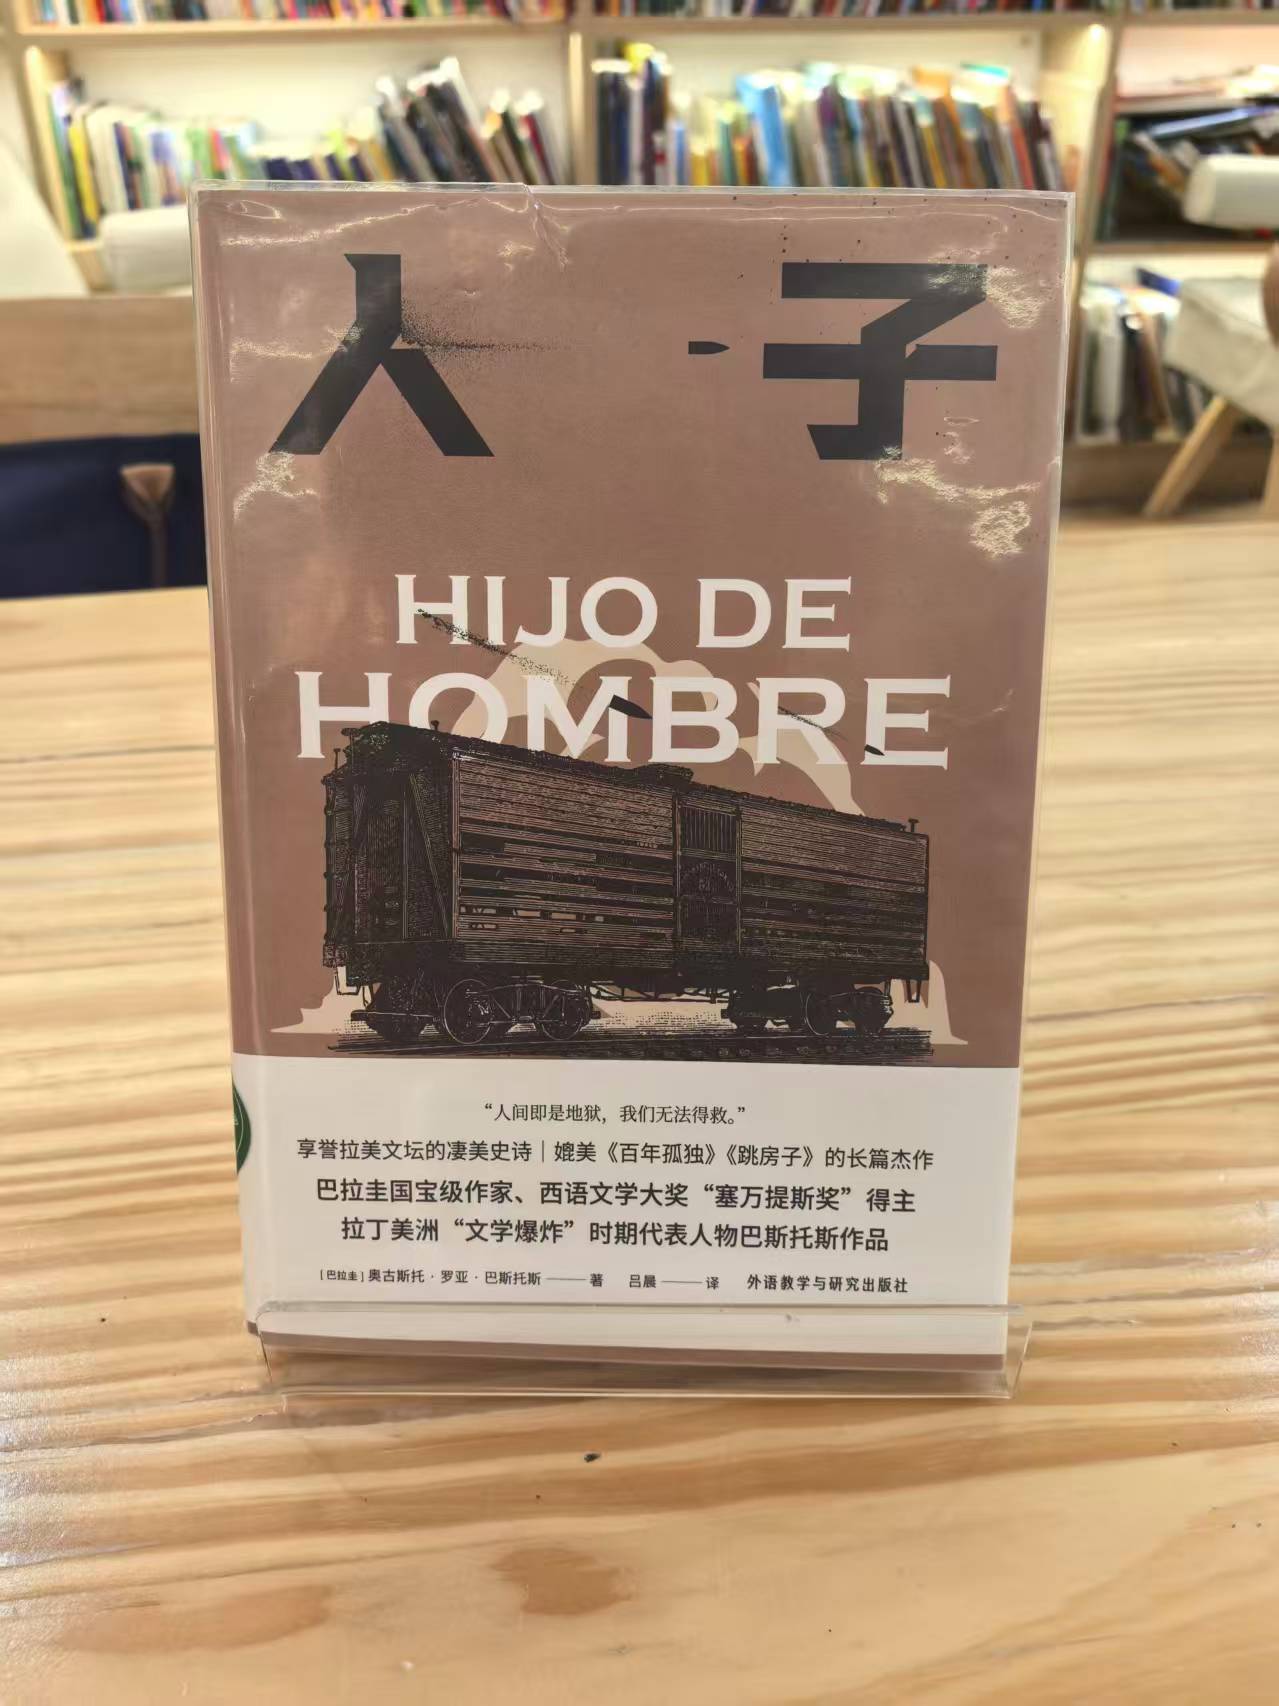 人子
HIJO DE
HOMBRE
“人间即是地狱，我们无法得救。”
享誉拉美文坛的凄美史诗｜媲美《百年孤独》《跳房子》的长篇杰作
巴拉圭国宝级作家、西语文学大奖“塞万提斯奖”得主
拉丁美洲“文学爆炸”时期代表人物巴斯托斯作品
［巴拉圭］奥古斯托·罗亚·巴斯托斯——著 吕晨——译 外语教学与研究出版社